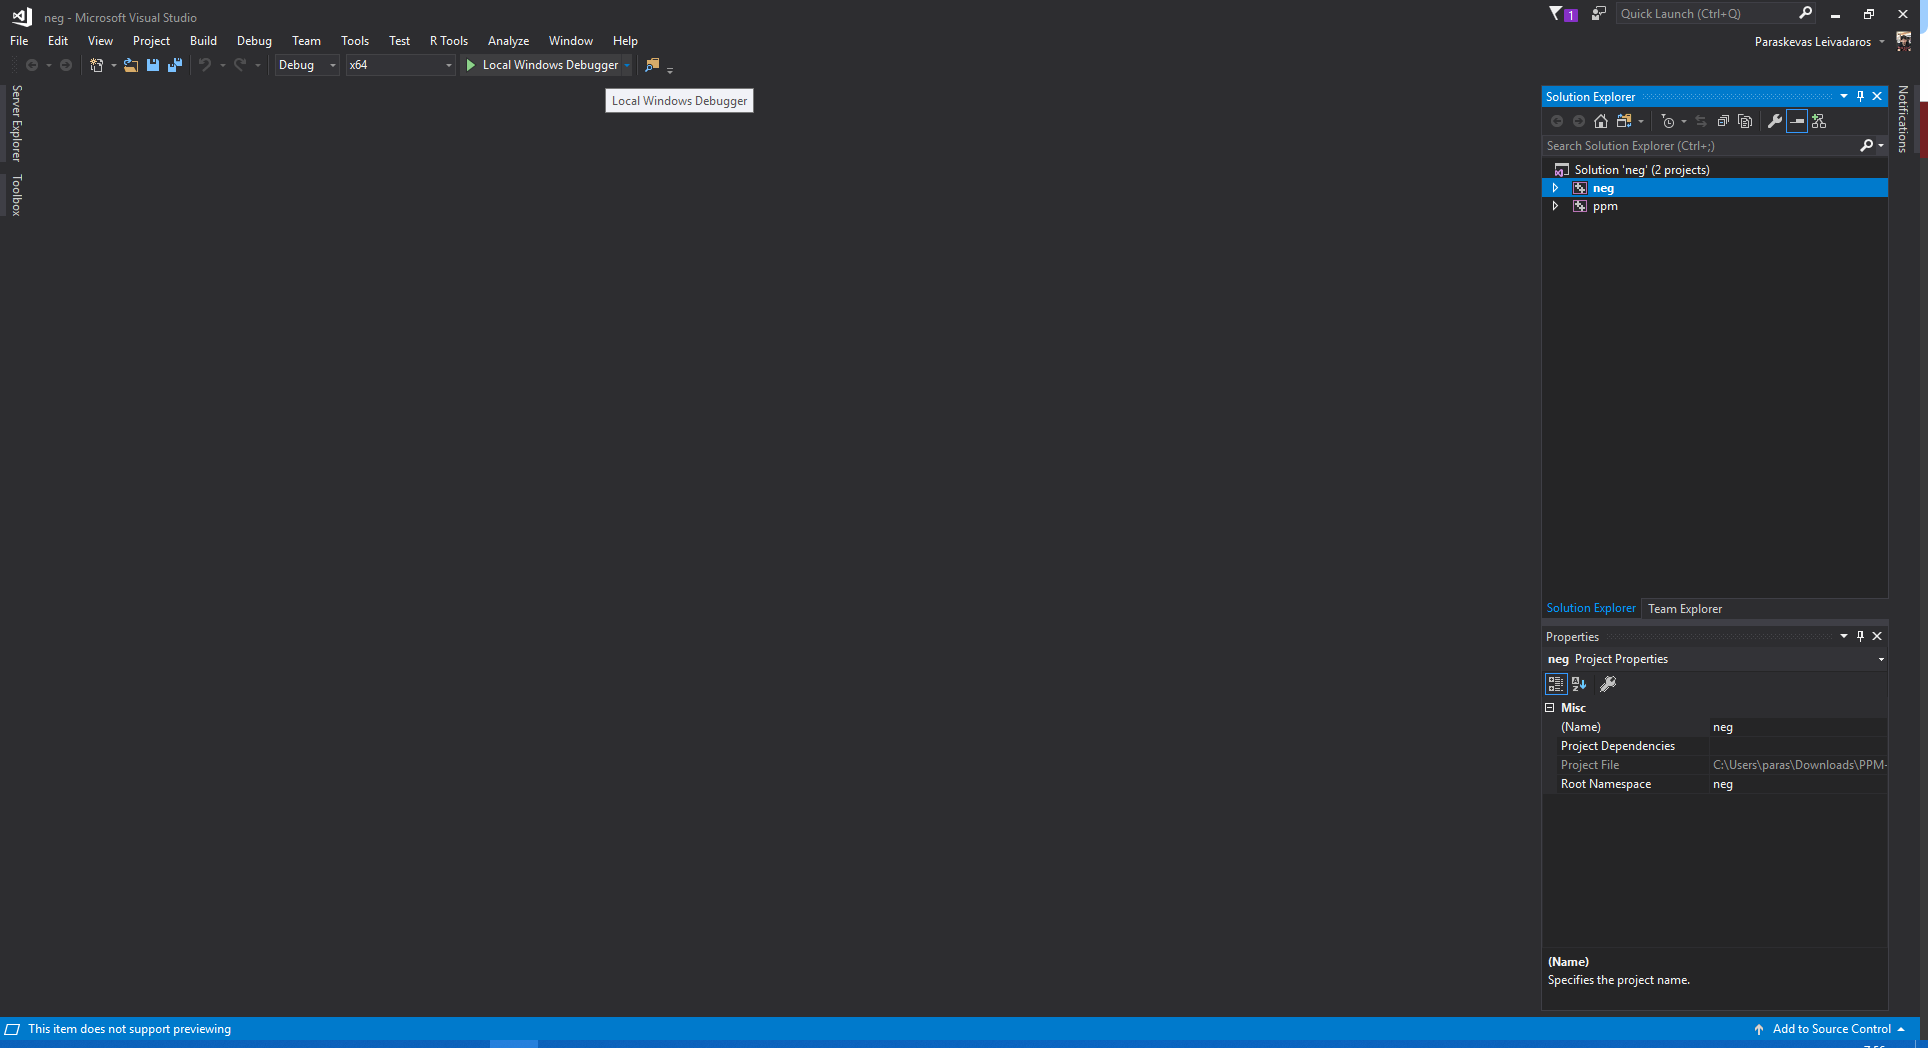 neg - Microsoft Visual Studio
1
Quick Launch (Ctrl+Q)
File Edit View Project Build Debug Team Tools Test R Tools Analyze Window Help
Paraskevas Leivadaros
Debug x64 Local Windows Debugger
Local Windows Debugger
Server Explorer
Toolbox
Solution Explorer
Search Solution Explorer (Ctrl+;)
Solution 'neg' (2 projects)
neg
ppm
Solution Explorer Team Explorer
Properties
neg Project Properties
Misc
(Name) neg
Project Dependencies
Project File C:\Users\paras\Downloads\PPM-
Root Namespace neg
(Name)
Specifies the project name.
Notifications
This item does not support previewing
Add to Source Control